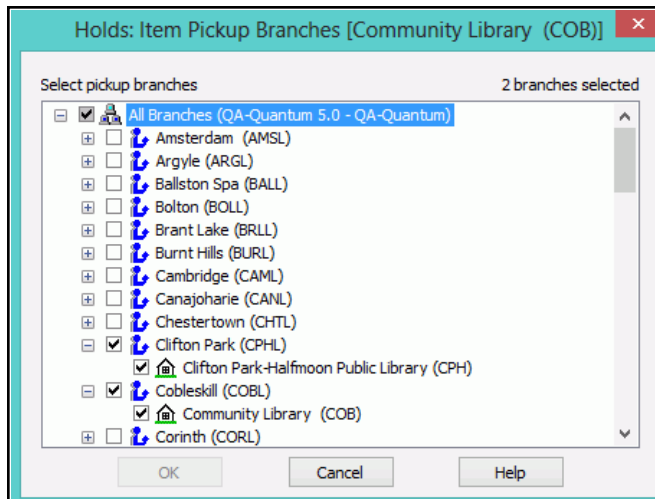 Holds: Item Pickup Branches [Community Library (COB)]
Select pickup branches 2 branches selected
All Branches (QA-Quantum 5.0 - QA-Quantum)
Amsterdam (AMSL)
Argyle (ARGL)
Ballston Spa (BALL)
Bolton (BOLL)
Brant Lake (BRLL)
Burnt Hills (BURL)
Cambridge (CAML)
Canajoharie (CANL)
Chestertown (CHTL)
Clifton Park (CPHL)
Clifton Park-Halfmoon Public Library (CPH)
Cobleskill (COBL)
Community Library (COB)
Corinth (CORL)
OK Cancel Help